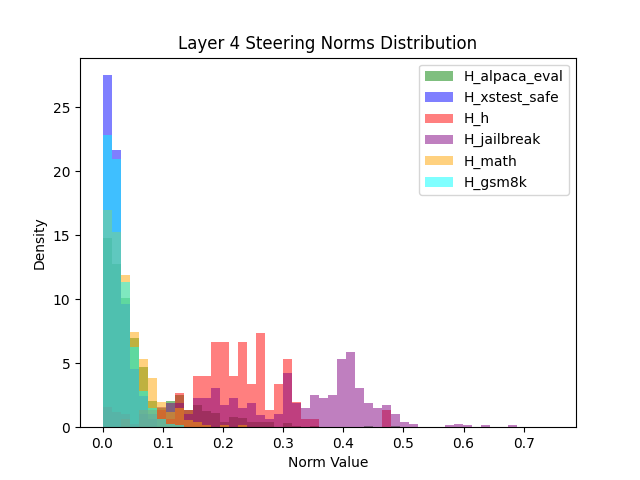 Layer 4 Steering Norms Distribution
H_alpaca_eval
H_xstest_safe
H_h
H_jailbreak
H_math
H_gsm8k
Density
25
20
15
10
5
0
0.0 0.1 0.2 0.3 0.4 0.5 0.6 0.7
Norm Value